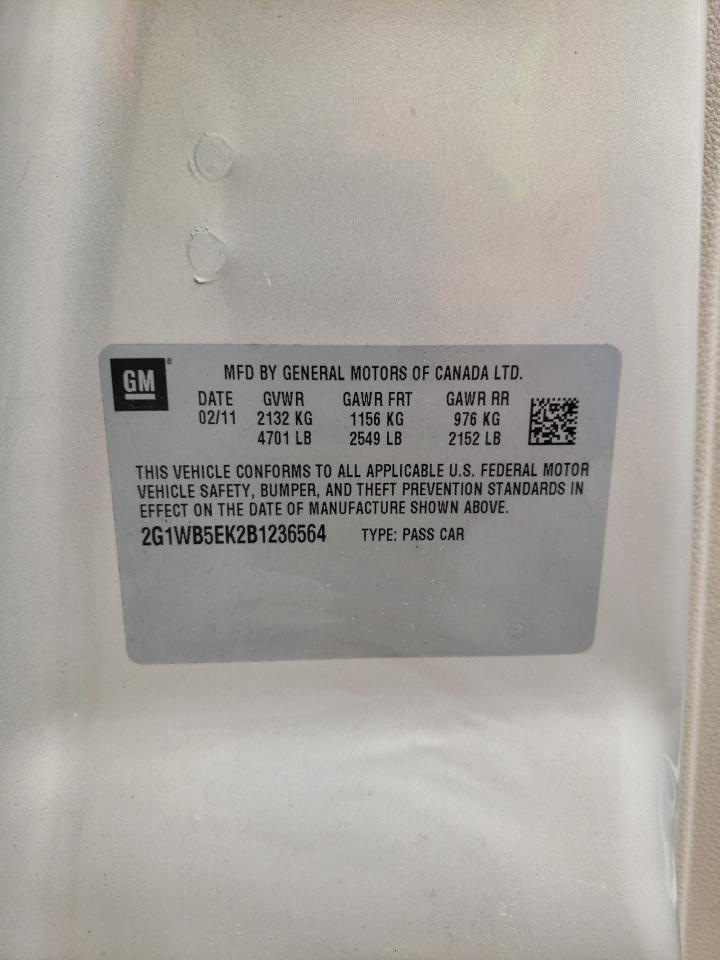 GM®
MFD BY GENERAL MOTORS OF CANADA LTD.
DATE GVWR GAWR FRT GAWR RR
02/11 2132 KG 1156 KG 976 KG
4701 LB 2549 LB 2152 LB
THIS VEHICLE CONFORMS TO ALL APPLICABLE U.S. FEDERAL MOTOR
VEHICLE SAFETY, BUMPER, AND THEFT PREVENTION STANDARDS IN
EFFECT ON THE DATE OF MANUFACTURE SHOWN ABOVE.
2G1WB5EK2B1236564 TYPE: PASS CAR